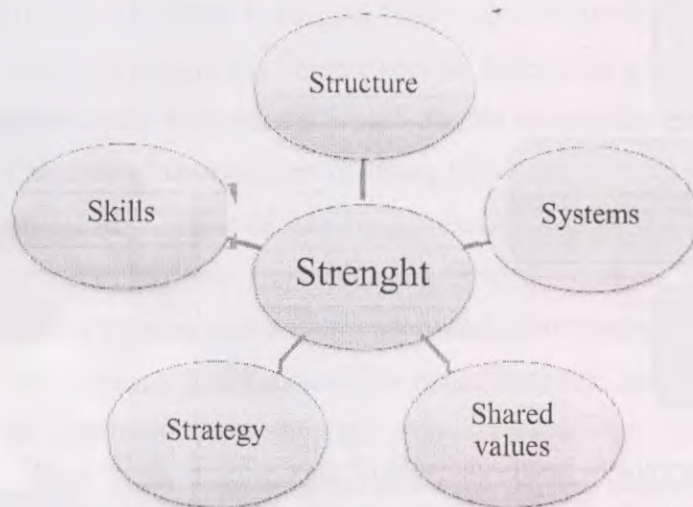 Structure
Skills
Systems
Strenght
Strategy
Shared
values